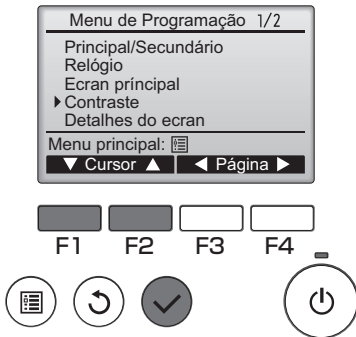 Menu de Programação 1/2
Principal/Secundário
Relógio
Ecran príncipal
Contraste
Detalhes do ecran
Menu principal:
Cursor Página
F1 F2 F3 F4